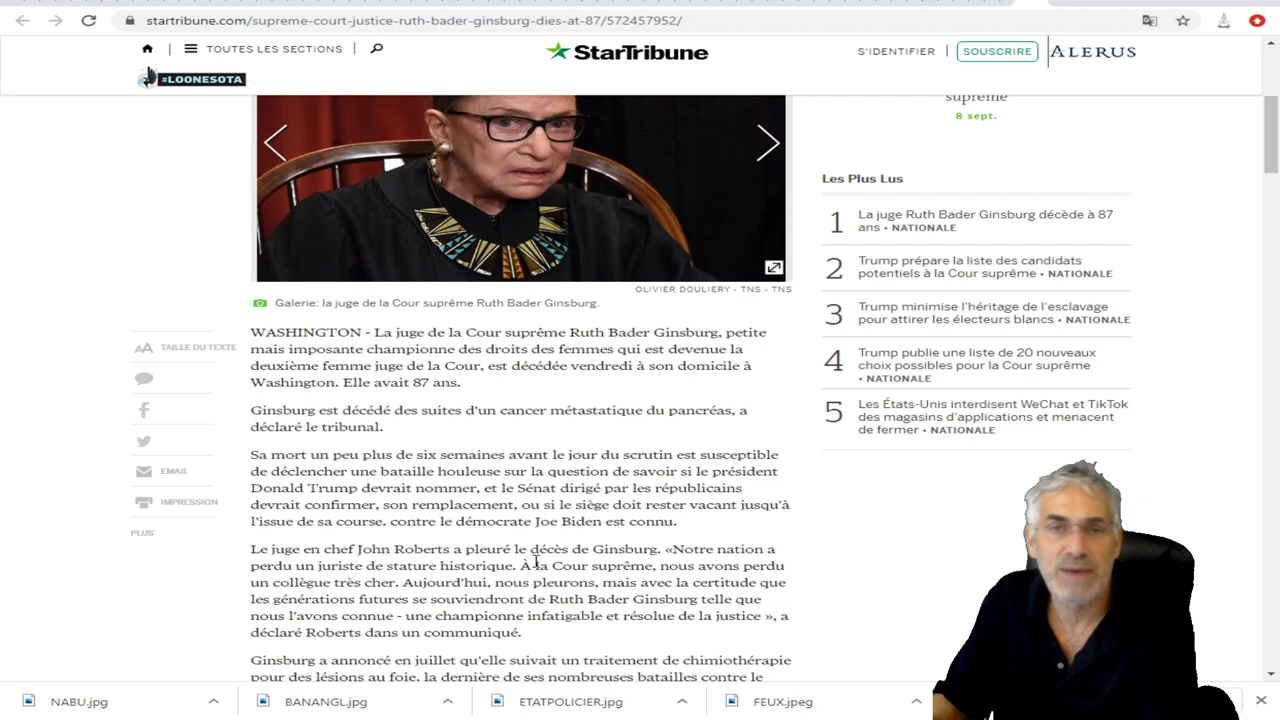 startribune.com/supreme-court-justice-ruth-bader-ginsburg-dies-at-87/572457952/
TOUTES LES SECTIONS
StarTribune
S'IDENTIFIER
SOUSCRIRE
ALERUS
#LOONESOTA
suprême
8 sept.
OLIVIER DOULIERY - TNS - TNS
Galerie: la juge de la Cour suprême Ruth Bader Ginsburg.
AA TAILLE DU TEXTE
EMAIL
IMPRESSION
PLUS
WASHINGTON - La juge de la Cour suprême Ruth Bader Ginsburg, petite
mais imposante championne des droits des femmes qui est devenue la
deuxième femme juge de la Cour, est décédée vendredi à son domicile à
Washington. Elle avait 87 ans.
Ginsburg est décédé des suites d'un cancer métastatique du pancréas, a
déclaré le tribunal.
Sa mort un peu plus de six semaines avant le jour du scrutin est susceptible
de déclencher une bataille houleuse sur la question de savoir si le président
Donald Trump devrait nommer, et le Sénat dirigé par les républicains
devrait confirmer, son remplacement, ou si le siège doit rester vacant jusqu'à
l'issue de sa course. contre le démocrate Joe Biden est connu.
Le juge en chef John Roberts a pleuré le décès de Ginsburg. «Notre nation a
perdu un juriste de stature historique. À la Cour suprême, nous avons perdu
un collègue très cher. Aujourd'hui, nous pleurons, mais avec la certitude que
les générations futures se souviendront de Ruth Bader Ginsburg telle que
nous l'avons connue - une championne infatigable et résolue de la justice », a
déclaré Roberts dans un communiqué.
Ginsburg a annoncé en juillet qu'elle suivait un traitement de chimiothérapie
pour des lésions au foie, la dernière de ses nombreuses batailles contre le
Les Plus Lus
1 La juge Ruth Bader Ginsburg décède à 87
ans • NATIONALE
2 Trump prépare la liste des candidats
potentiels à la Cour suprême • NATIONALE
3 Trump minimise l'héritage de l'esclavage
pour attirer les électeurs blancs • NATIONALE
4 Trump publie une liste de 20 nouveaux
choix possibles pour la Cour suprême
• NATIONALE
5 Les États-Unis interdisent WeChat et TikTok
des magasins d'applications et menacent
de fermer • NATIONALE
NABU.jpg
BANANGL.jpg
ETATPOLICIER.jpg
FEUX.jpeg